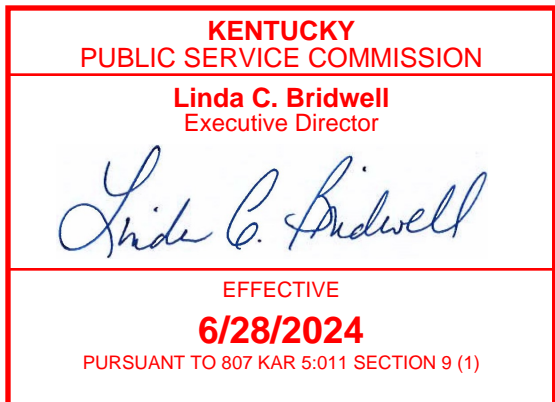 KENTUCKY
PUBLIC SERVICE COMMISSION
Linda C. Bridwell
Executive Director
Linda C. Bridwell
EFFECTIVE
6/28/2024
PURSUANT TO 807 KAR 5:011 SECTION 9 (1)